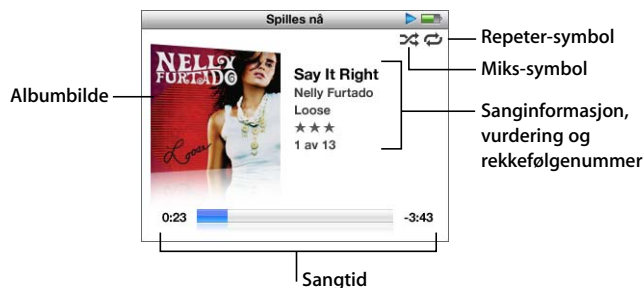 Spilles nå
Repeter-symbol
Miks-symbol
NELLY
FURTADO
Say It Right
Nelly Furtado
Loose
★★★
1 av 13
Albumbilde
Sanginformasjon,
vurdering og
rekkefølgenummer
Loose
0:23
-3:43
Sangtid